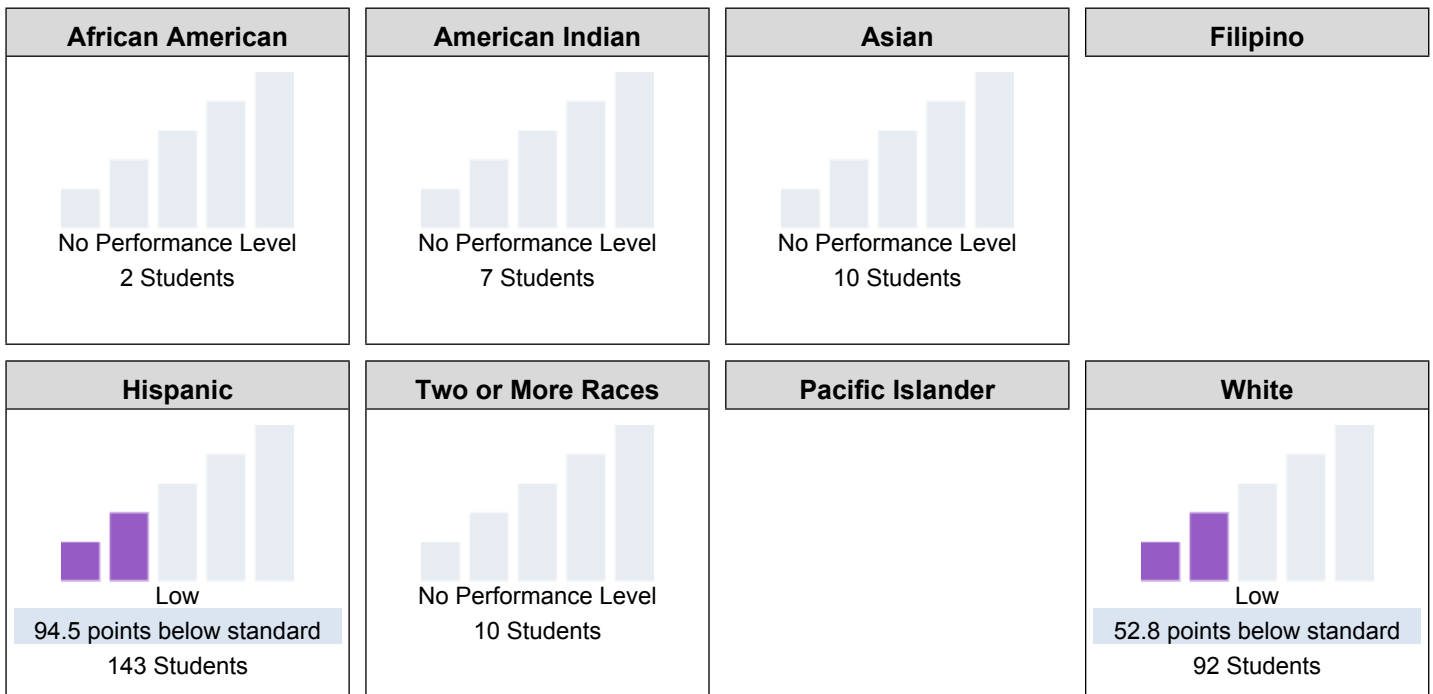 African American
No Performance Level
2 Students
American Indian
No Performance Level
7 Students
Asian
No Performance Level
10 Students
Filipino
Hispanic
Low
94.5 points below standard
143 Students
Two or More Races
No Performance Level
10 Students
Pacific Islander
White
Low
52.8 points below standard
92 Students